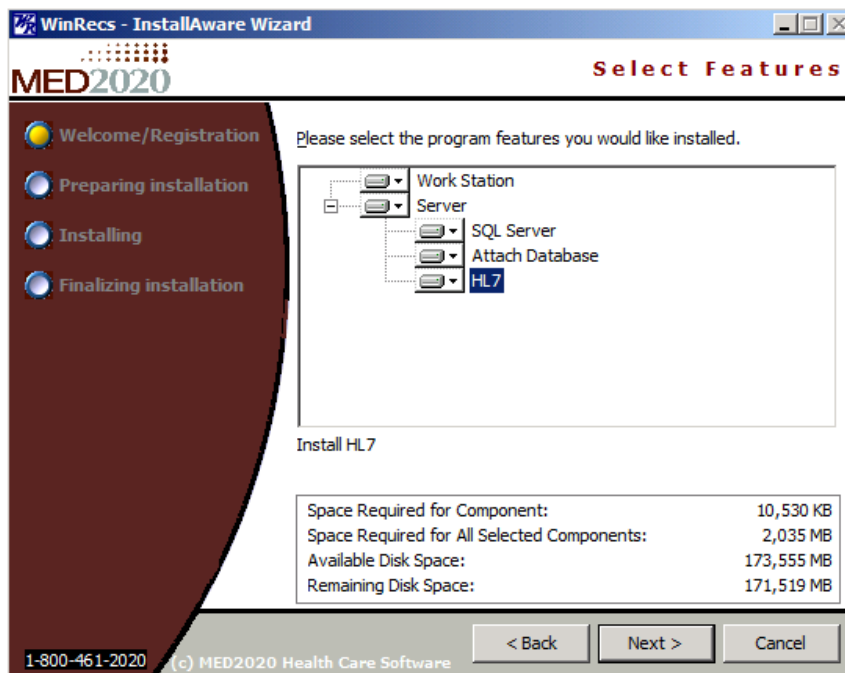 WinRecs - InstallAware Wizard
MED2020
Select Features
Welcome/Registration
Preparing installation
Installing
Finalizing installation
Please select the program features you would like installed.
Work Station
Server
SQL Server
Attach Database
HL7
Install HL7
Space Required for Component: 10,530 KB
Space Required for All Selected Components: 2,035 MB
Available Disk Space: 173,555 MB
Remaining Disk Space: 171,519 MB
1-800-461-2020
(c) MED2020 Health Care Software
< Back
Next >
Cancel